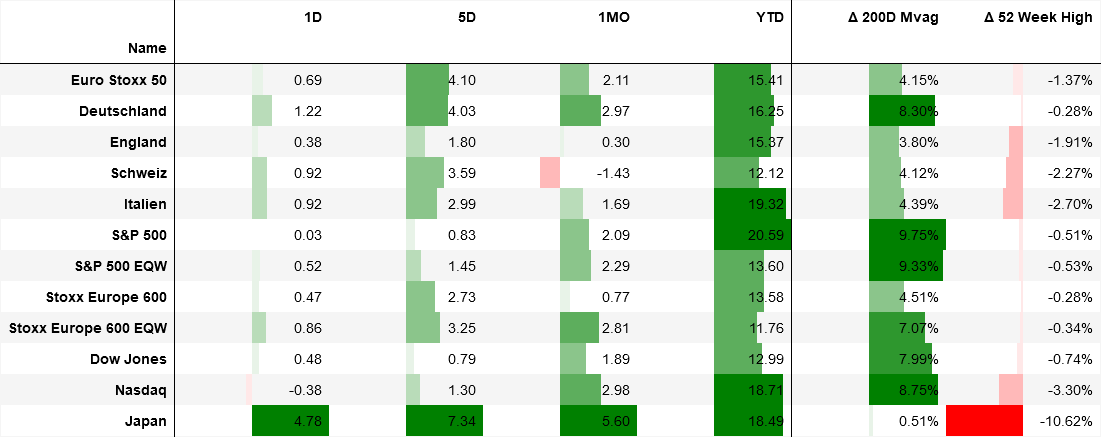 1D 5D 1MO YTD Δ 200D Mvag Δ 52 Week High
Name
Euro Stoxx 50 0.69 4.10 2.11 15.41 4.15% -1.37%
Deutschland 1.22 4.03 2.97 16.25 8.30% -0.28%
England 0.38 1.80 0.30 15.37 3.80% -1.91%
Schweiz 0.92 3.59 -1.43 12.12 4.12% -2.27%
Italien 0.92 2.99 1.69 19.32 4.39% -2.70%
S&P 500 0.03 0.83 2.09 20.59 9.75% -0.51%
S&P 500 EQW 0.52 1.45 2.29 13.60 9.33% -0.53%
Stoxx Europe 600 0.47 2.73 0.77 13.58 4.51% -0.28%
Stoxx Europe 600 EQW 0.86 3.25 2.81 11.76 7.07% -0.34%
Dow Jones 0.48 0.79 1.89 12.99 7.99% -0.74%
Nasdaq -0.38 1.30 2.98 18.71 8.75% -3.30%
Japan 4.78 7.34 5.60 18.49 0.51% -10.62%